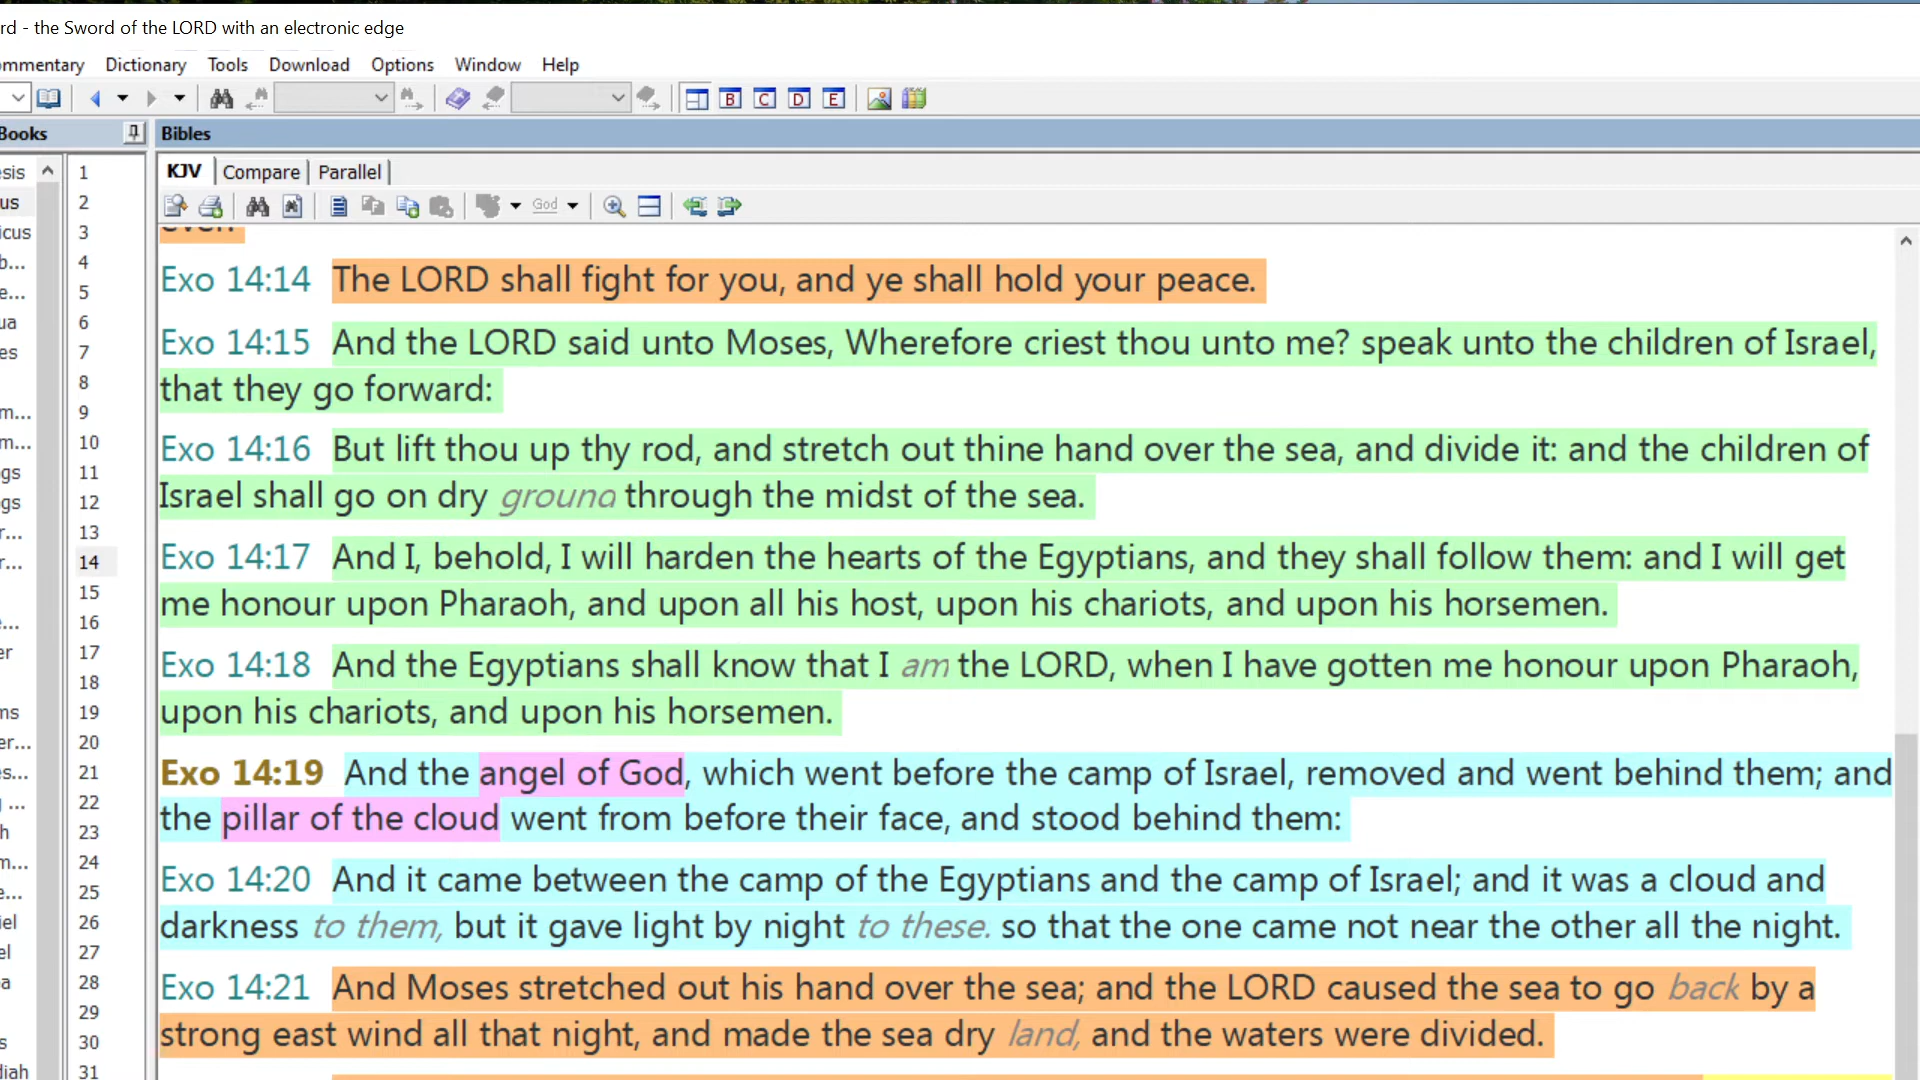 rd - the Sword of the LORD with an electronic edge
ommentary Dictionary Tools Download Options Window Help
B C D E
Books
Bibles
KJV Compare Parallel
God
esis
us
icus
b...
e...
ua
es
m...
m...
gs
gs
r...
r...
e...
er
ms
er...
es...
g ...
h
m...
e...
iel
el
a
s
diah
1
2
3
4
5
6
7
8
9
10
11
12
13
14
15
16
17
18
19
20
21
22
23
24
25
26
27
28
29
30
31
even.
Exo 14:14 The LORD shall fight for you, and ye shall hold your peace.
Exo 14:15 And the LORD said unto Moses, Wherefore criest thou unto me? speak unto the children of Israel,
that they go forward:
Exo 14:16 But lift thou up thy rod, and stretch out thine hand over the sea, and divide it: and the children of
Israel shall go on dry ground through the midst of the sea.
Exo 14:17 And I, behold, I will harden the hearts of the Egyptians, and they shall follow them: and I will get
me honour upon Pharaoh, and upon all his host, upon his chariots, and upon his horsemen.
Exo 14:18 And the Egyptians shall know that I am the LORD, when I have gotten me honour upon Pharaoh,
upon his chariots, and upon his horsemen.
Exo 14:19 And the angel of God, which went before the camp of Israel, removed and went behind them; and
the pillar of the cloud went from before their face, and stood behind them:
Exo 14:20 And it came between the camp of the Egyptians and the camp of Israel; and it was a cloud and
darkness to them, but it gave light by night to these. so that the one came not near the other all the night.
Exo 14:21 And Moses stretched out his hand over the sea; and the LORD caused the sea to go back by a
strong east wind all that night, and made the sea dry land, and the waters were divided.